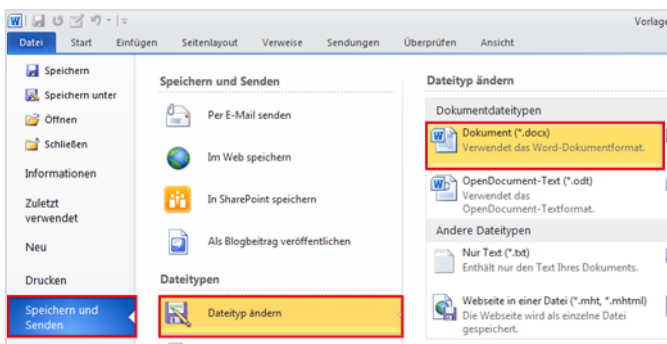 Vorlage
Datei Start Einfügen Seitenlayout Verweise Sendungen Überprüfen Ansicht
Speichern
Speichern unter
Öffnen
Schließen
Informationen
Zuletzt
verwendet
Neu
Drucken
Speichern und
Senden
Speichern und Senden
Per E-Mail senden
Im Web speichern
In SharePoint speichern
Als Blogbeitrag veröffentlichen
Dateitypen
Dateityp ändern
Dateityp ändern
Dokumentdateitypen
Dokument (*.docx)
Verwendet das Word-Dokumentformat.
OpenDocument-Text (*.odt)
Verwendet das
OpenDocument-Textformat.
Andere Dateitypen
Nur Text (*.txt)
Enthält nur den Text Ihres Dokuments.
Webseite in einer Datei (*.mht, *.mhtml)
Die Webseite wird als einzelne Datei
gespeichert.